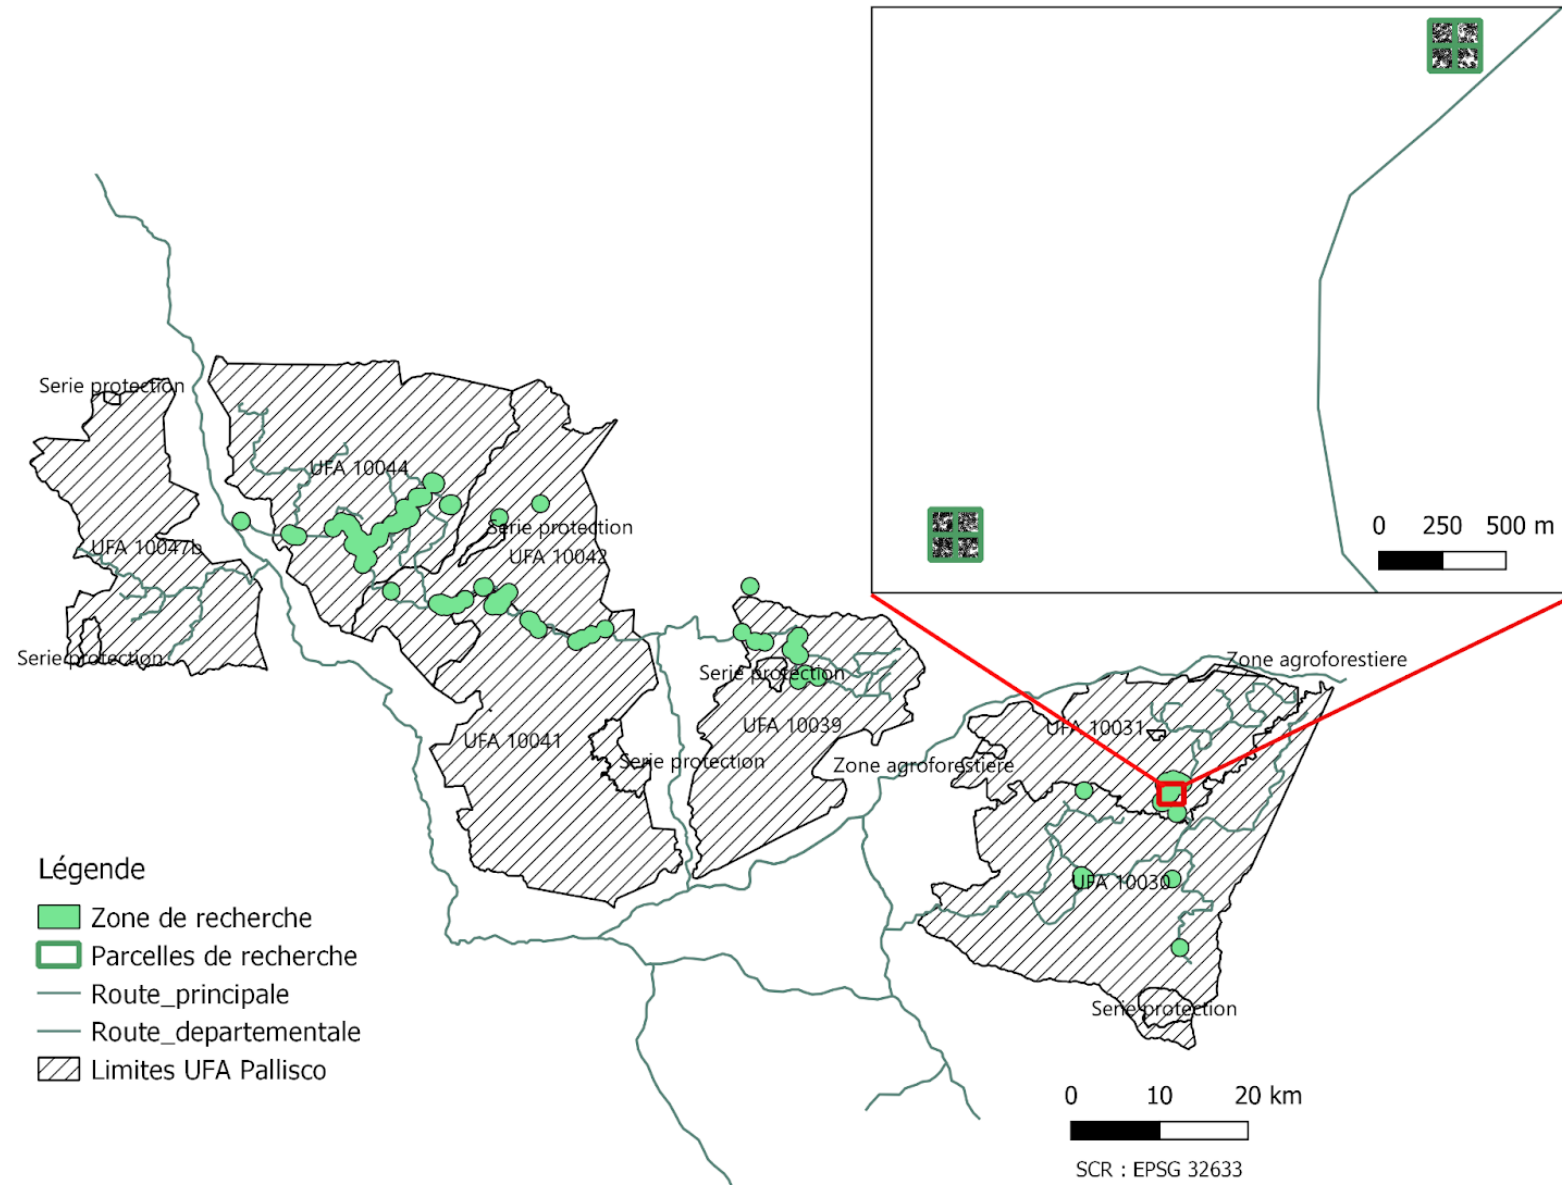 0 250 500 m
Serie protection
UFA 10044
Serie protection
UFA 10047b
UFA 10042
Serie protection
Zone agroforestiere
Serie protection
UFA 10039
UFA 10031
UFA 10041
Serie protection
Zone agroforestiere
UFA 10030
Serie protection
Légende
Zone de recherche
Parcelles de recherche
Route_principale
Route_departementale
Limites UFA Pallisco
0 10 20 km
SCR : EPSG 32633